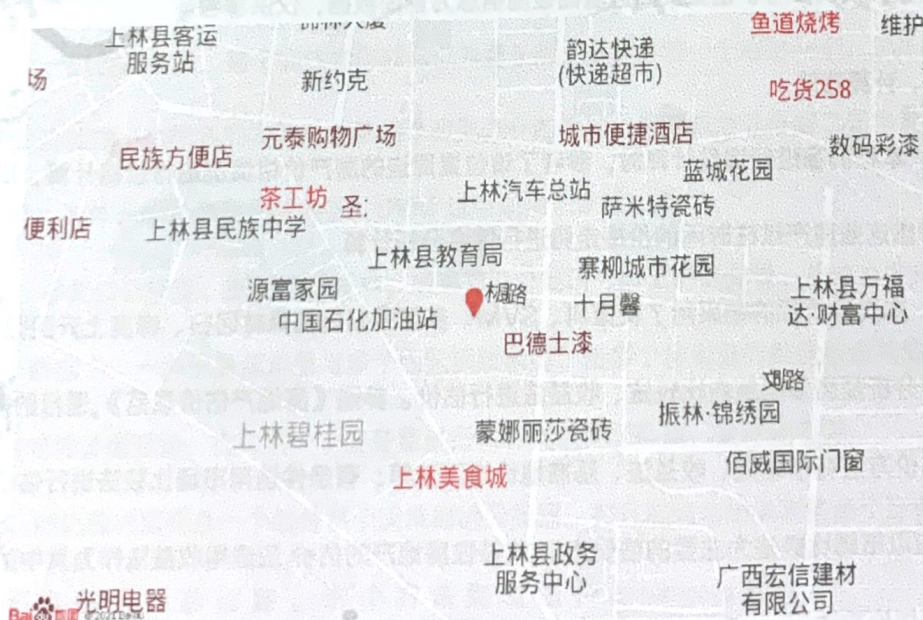 上林县客运
服务站
鱼道烧烤
维护
韵达快递
(快递超市)
场
新约克
吃货258
元泰购物广场
城市便捷酒店
数码彩漆
民族方便店
蓝城花园
茶工坊
圣:
上林汽车总站
萨米特瓷砖
便利店
上林县民族中学
上林县教育局
寨柳城市花园
源富家园
十月馨
上林县万福
达·财富中心
中国石化加油站
巴德士漆
振林·锦绣园
上林碧桂园
蒙娜丽莎瓷砖
佰威国际门窗
上林美食城
上林县政务
服务中心
广西宏信建材
有限公司
光明电器